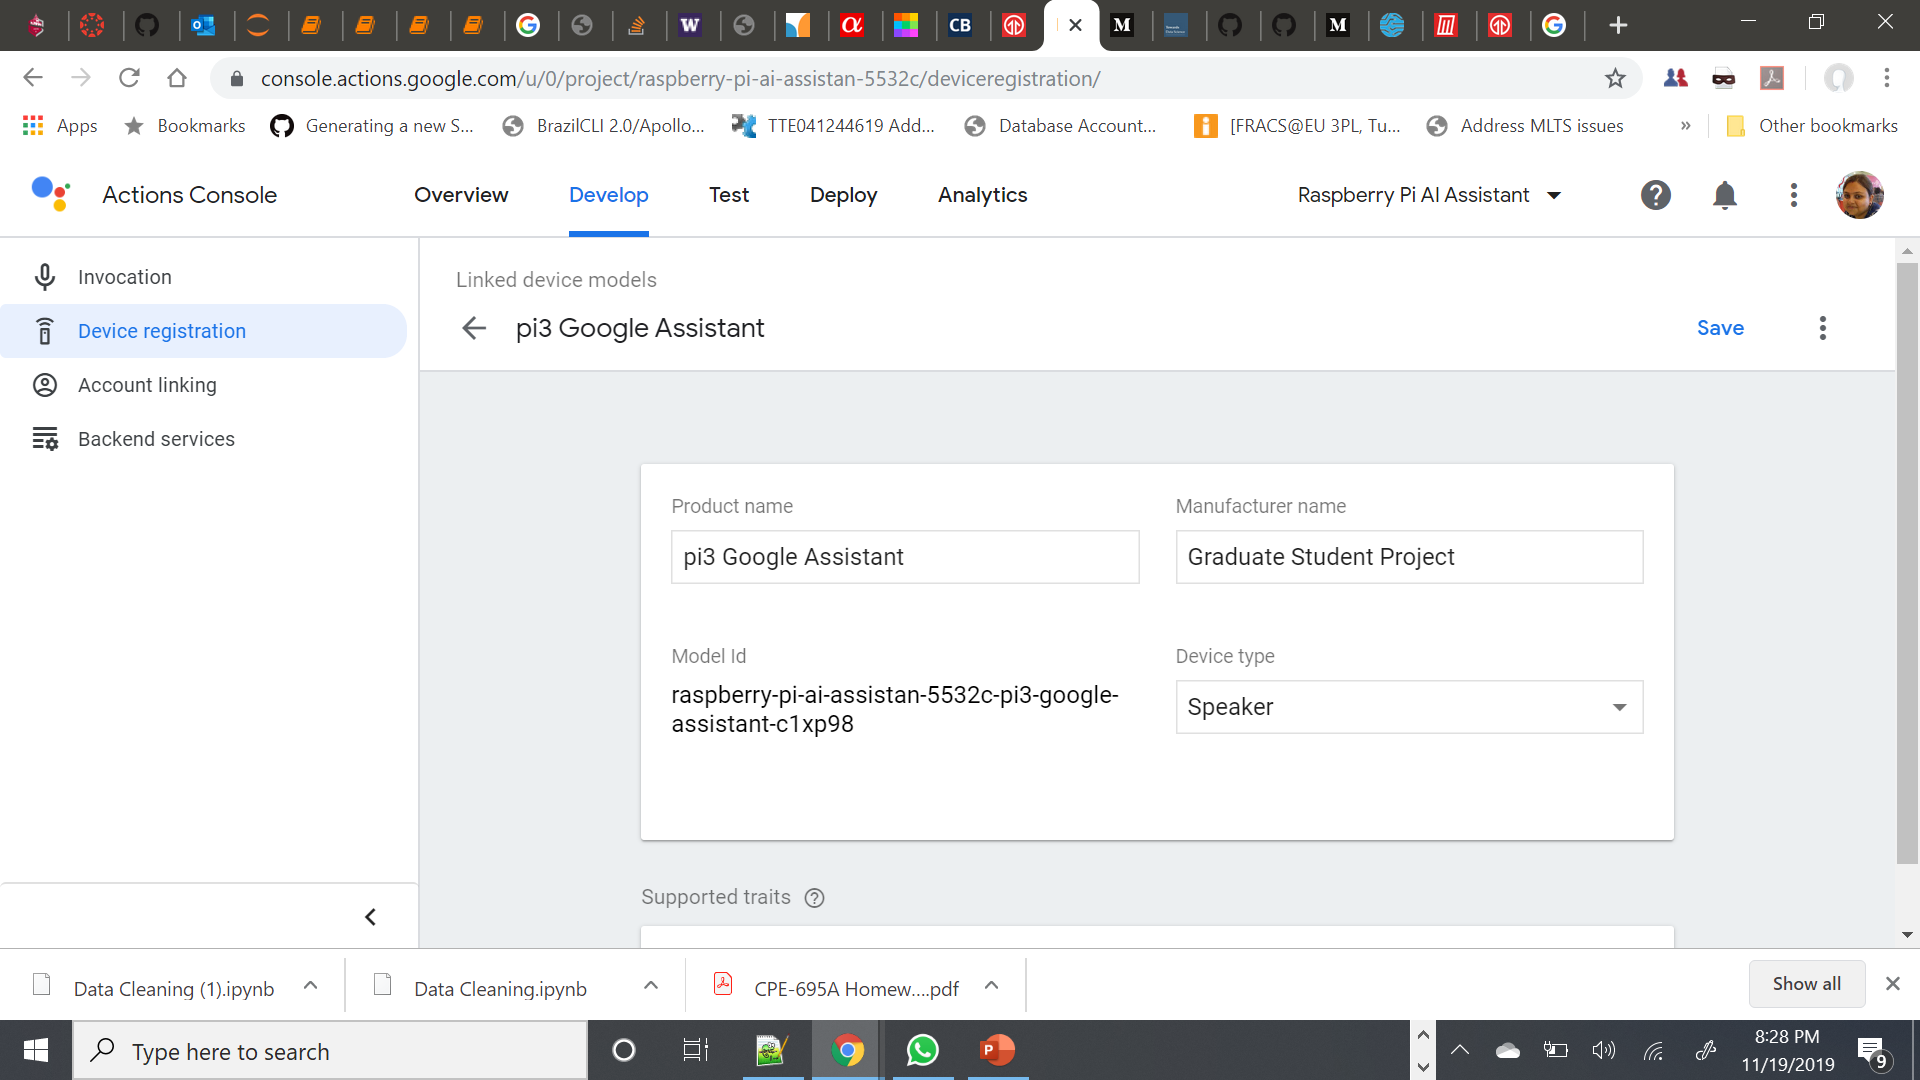 W
CB
M
M
console.actions.google.com/u/0/project/raspberry-pi-ai-assistan-5532c/deviceregistration/
Apps
Bookmarks
Generating a new S...
BrazilCLI 2.0/Apollo...
TTE041244619 Add...
Database Account...
[FRACS@EU 3PL, Tu...
Address MLTS issues
»
Other bookmarks
Actions Console
Overview
Develop
Test
Deploy
Analytics
Raspberry Pi AI Assistant
Invocation
Device registration
Account linking
Backend services
Linked device models
pi3 Google Assistant
Save
Product name
pi3 Google Assistant
Manufacturer name
Graduate Student Project
Model Id
raspberry-pi-ai-assistan-5532c-pi3-google-
assistant-c1xp98
Device type
Speaker
Supported traits
Data Cleaning (1).ipynb
Data Cleaning.ipynb
CPE-695A Homew....pdf
Show all
Type here to search
8:28 PM
11/19/2019
9